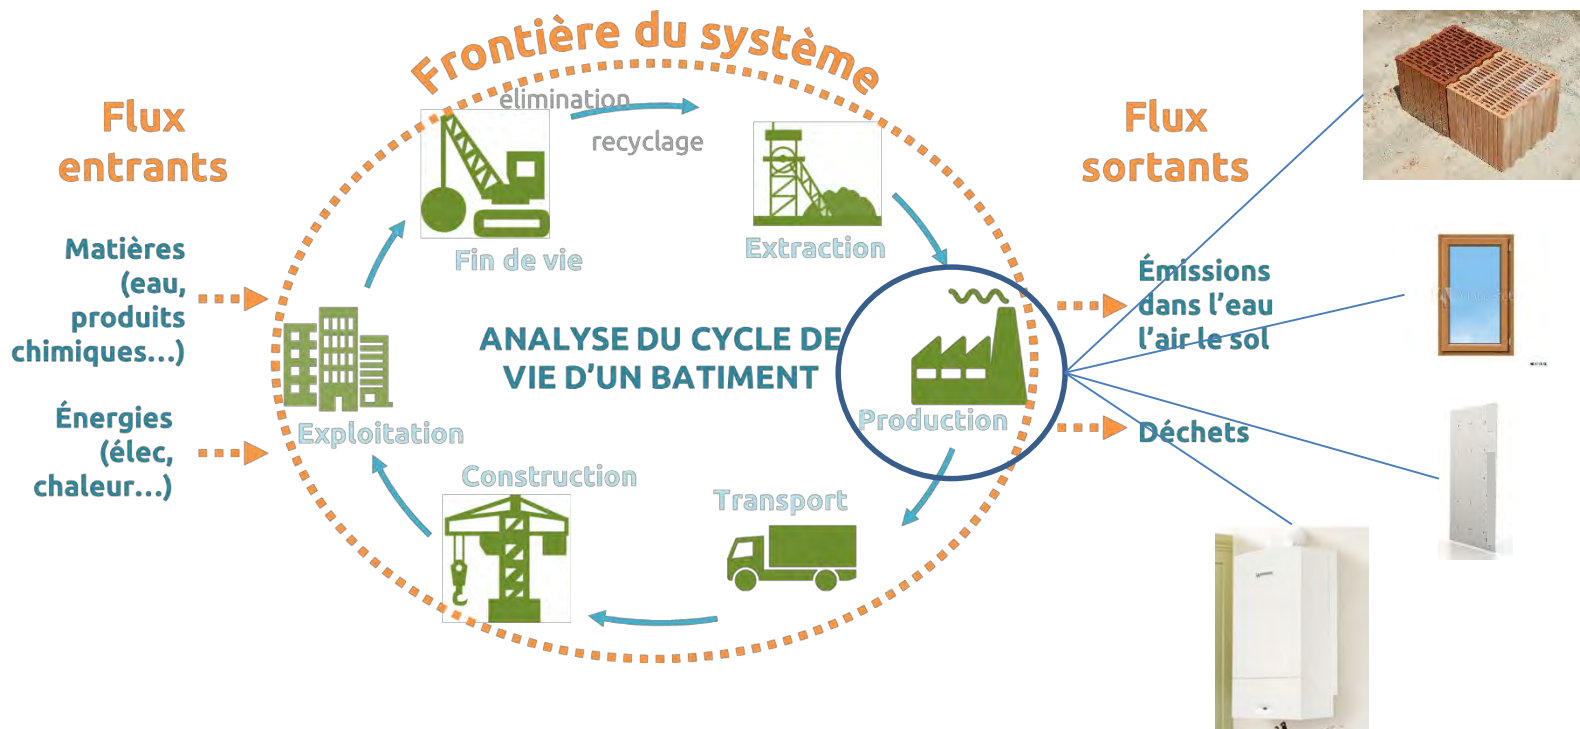 Frontière du système
Flux
entrants
Matières
(eau,
produits
chimiques...)
Énergies
(élec,
chaleur...)
élimination
recyclage
Fin de vie
Extraction
ANALYSE DU CYCLE DE
VIE D'UN BATIMENT
Exploitation
Production
Construction
Transport
Flux
sortants
Émissions
dans l'eau
l'air le sol
Déchets